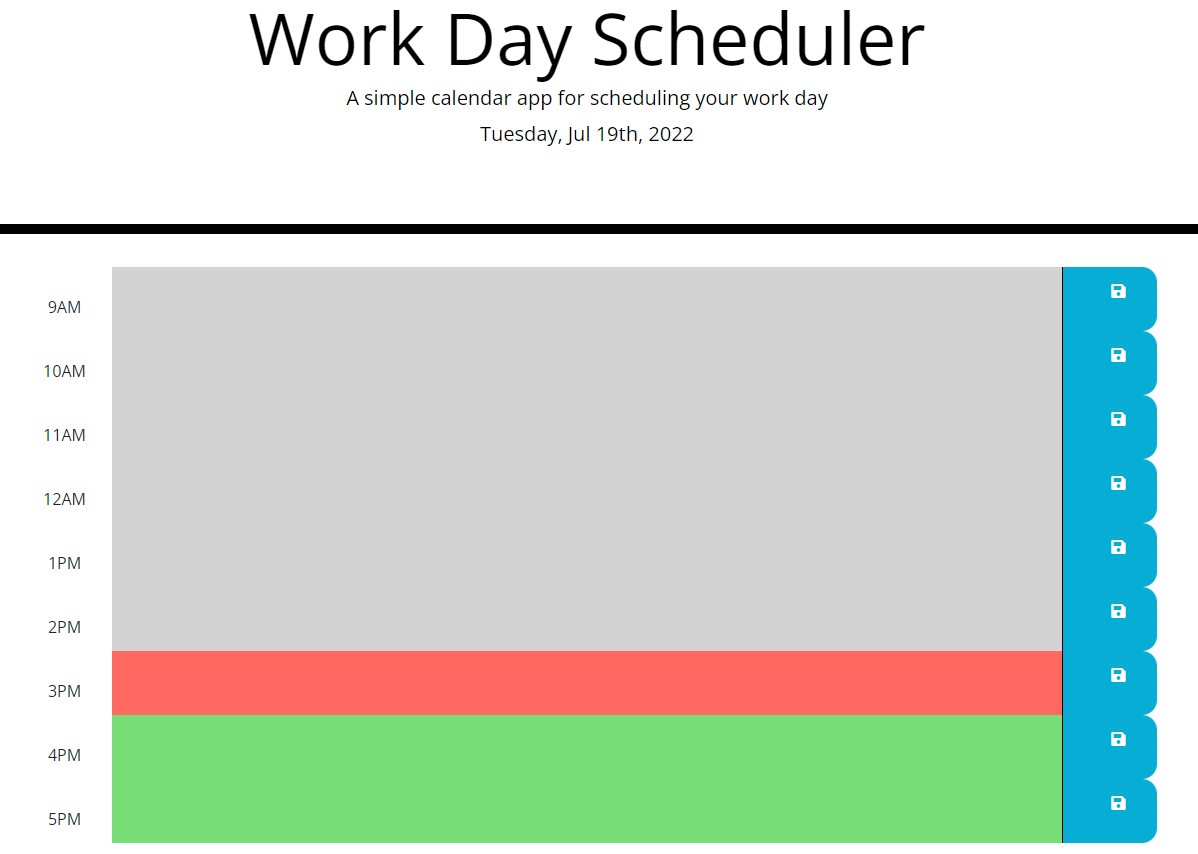 Work Day Scheduler
A simple calendar app for scheduling your work day
Tuesday, Jul 19th, 2022
9AM
10AM
11AM
12AM
1PM
2PM
3PM
4PM
5PM